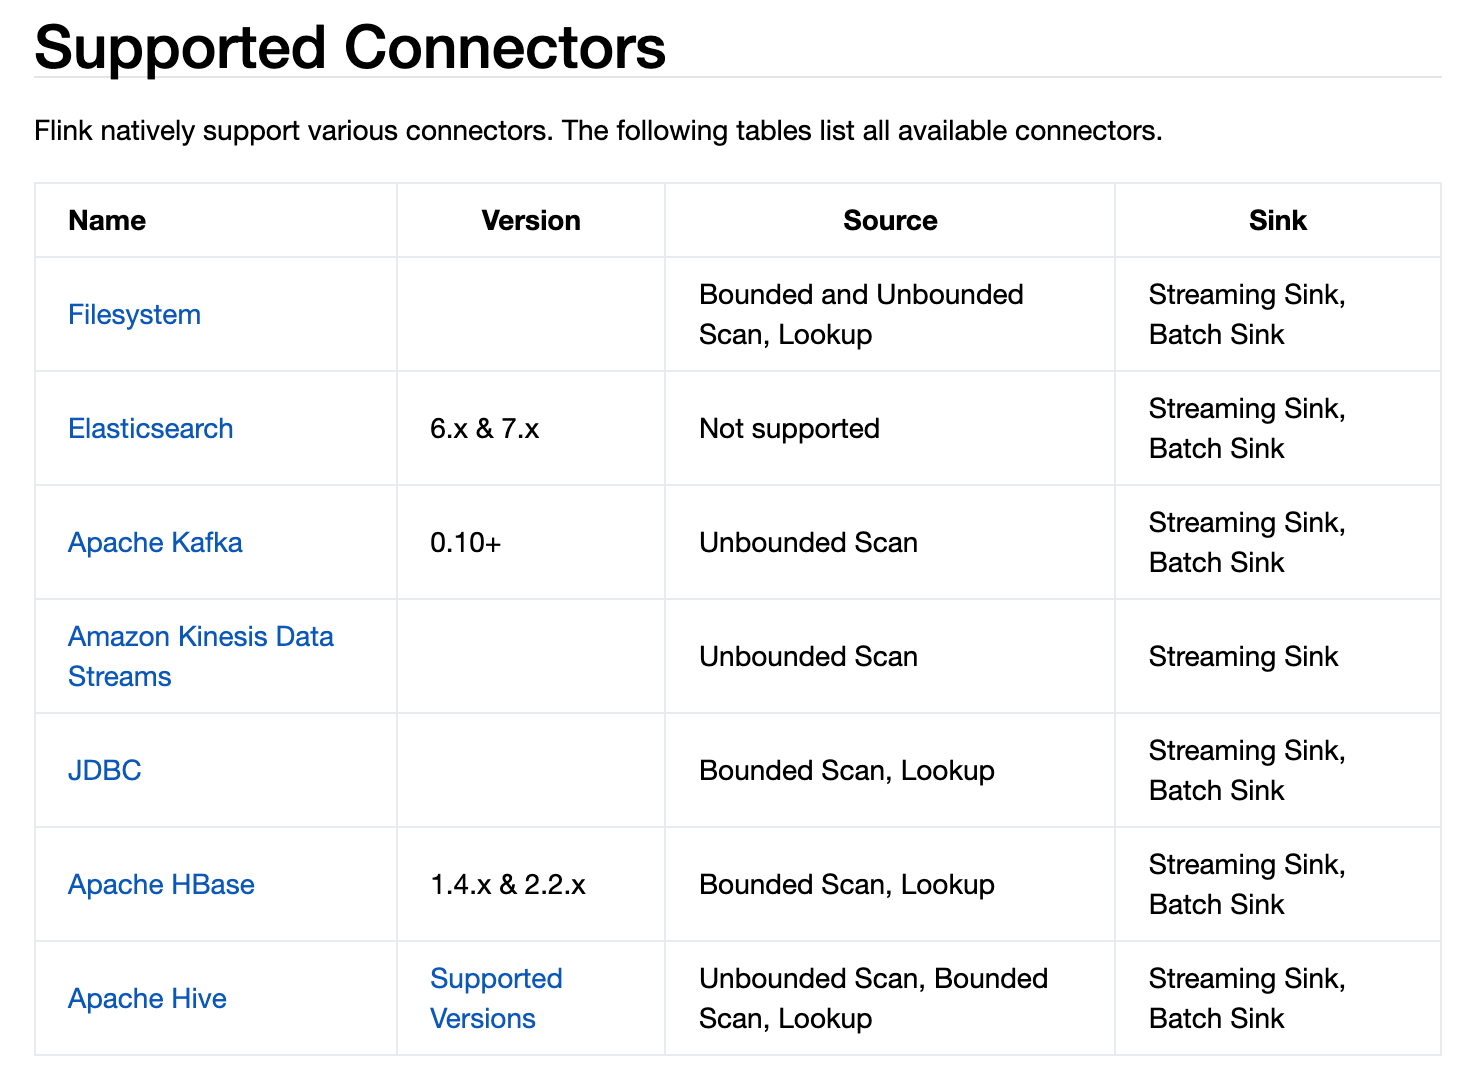 Supported Connectors
Flink natively support various connectors. The following tables list all available connectors.
Name Version Source Sink
Filesystem
Bounded and Unbounded
Scan, Lookup
Streaming Sink,
Batch Sink
Elasticsearch
6.x & 7.x
Not supported
Streaming Sink,
Batch Sink
Apache Kafka
0.10+
Unbounded Scan
Streaming Sink,
Batch Sink
Amazon Kinesis Data
Streams
Unbounded Scan
Streaming Sink
JDBC
Bounded Scan, Lookup
Streaming Sink,
Batch Sink
Apache HBase
1.4.x & 2.2.x
Bounded Scan, Lookup
Streaming Sink,
Batch Sink
Apache Hive
Supported
Versions
Unbounded Scan, Bounded
Scan, Lookup
Streaming Sink,
Batch Sink